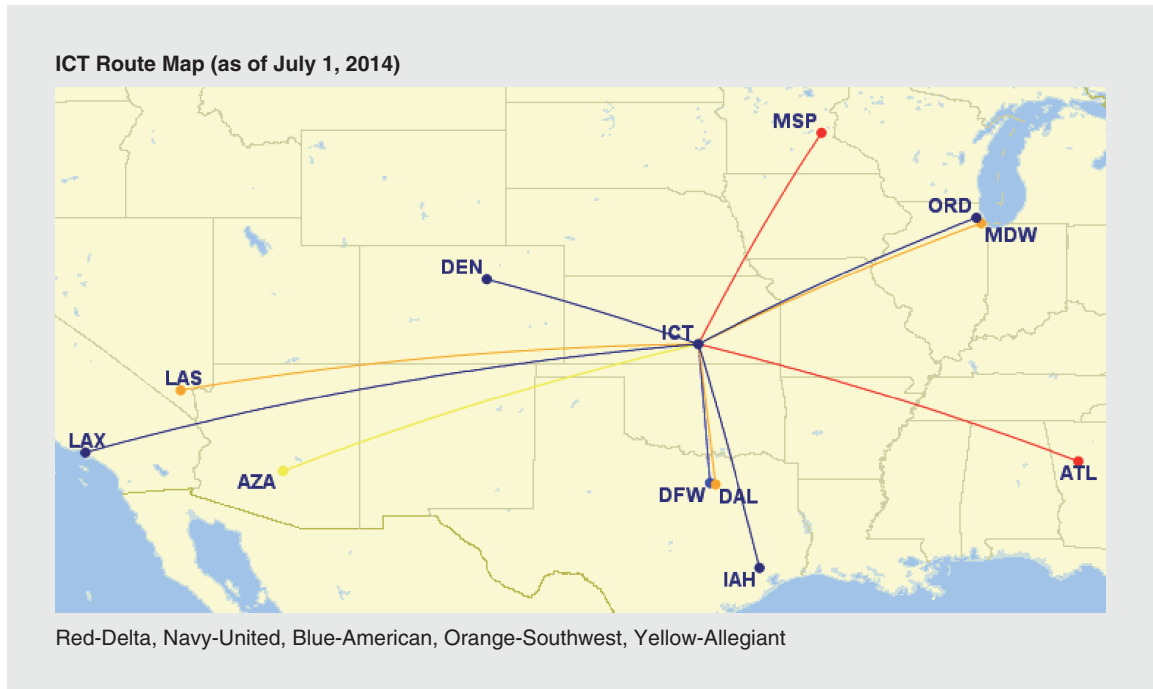 ICT Route Map (as of July 1, 2014)
MSP
ORD
MDW
DEN
ICT
LAS
LAX
AZA
DFW
DAL
ATL
IAH
Red-Delta, Navy-United, Blue-American, Orange-Southwest, Yellow-Allegiant